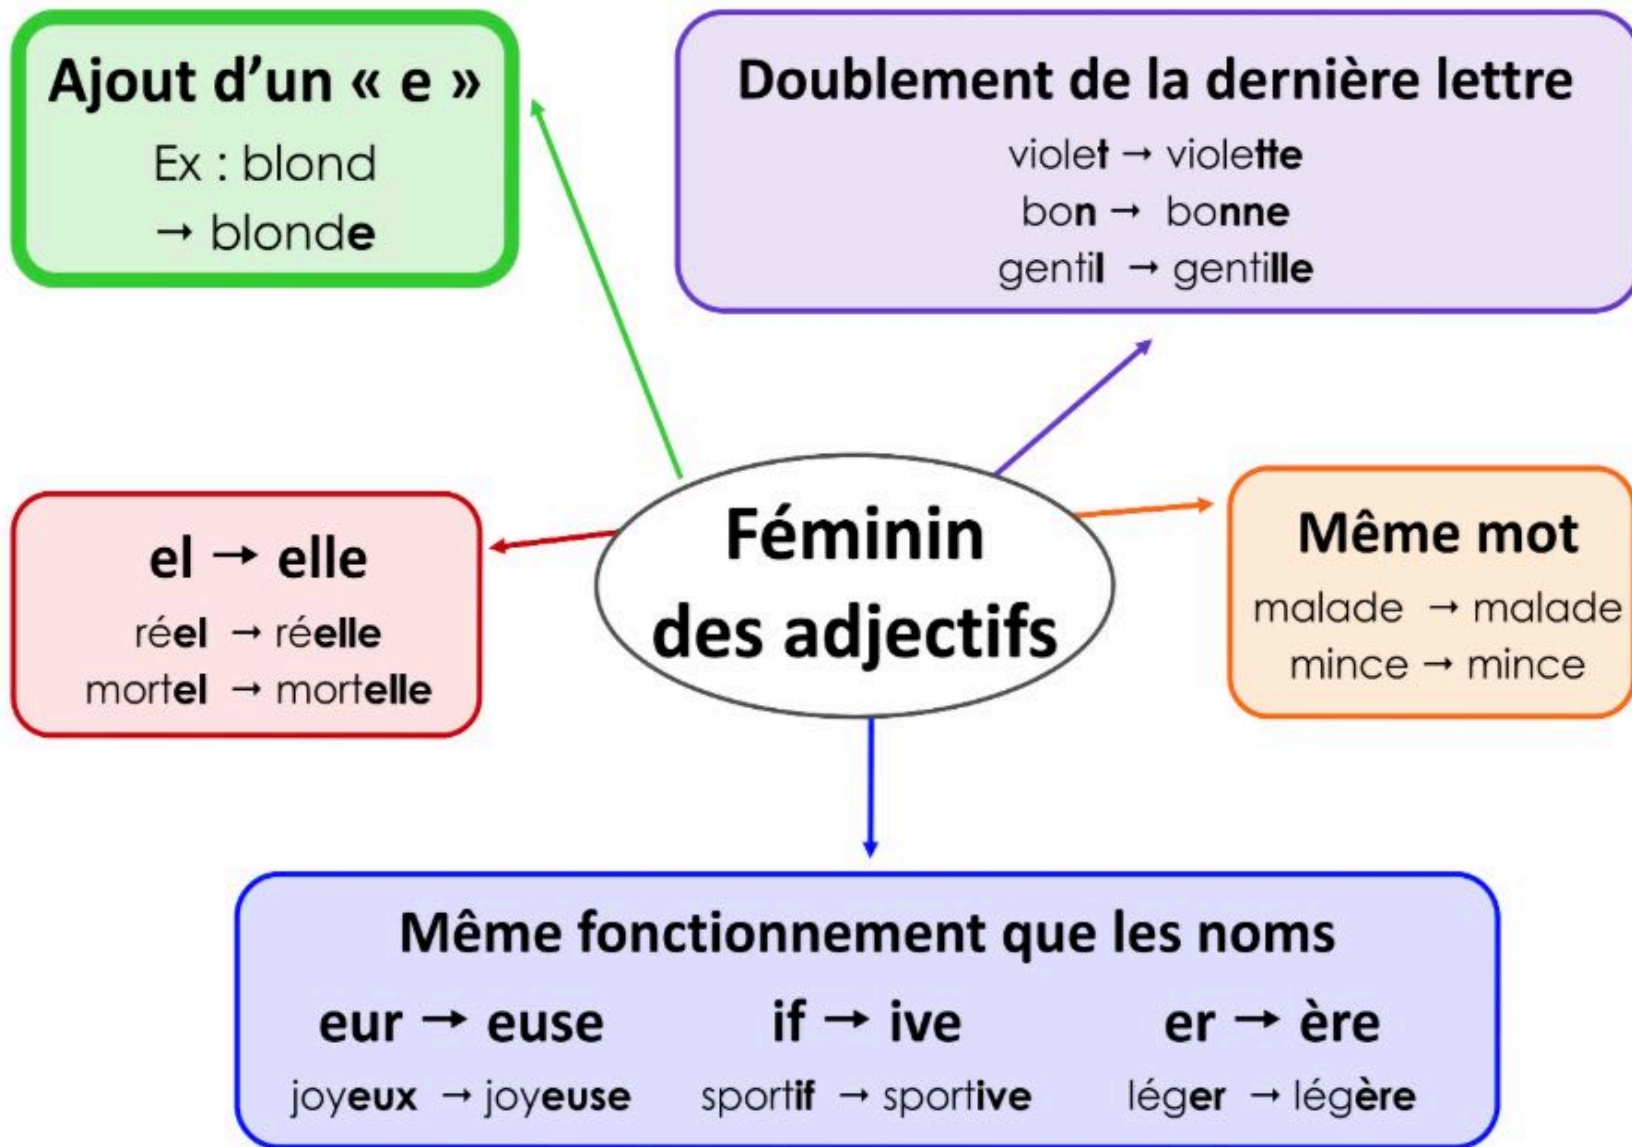 Ajout d’un « e »
Ex : blond
→ blonde
Doublement de la dernière lettre
violet → violette
bon → bonne
gentil → gentille
el → elle
réel → réelle
mortel → mortelle
Féminin
des adjectifs
Même mot
malade → malade
mince → mince
Même fonctionnement que les noms
eur → euse if → ive er → ère
joyeux → joyeuse sportif → sportive léger → légère